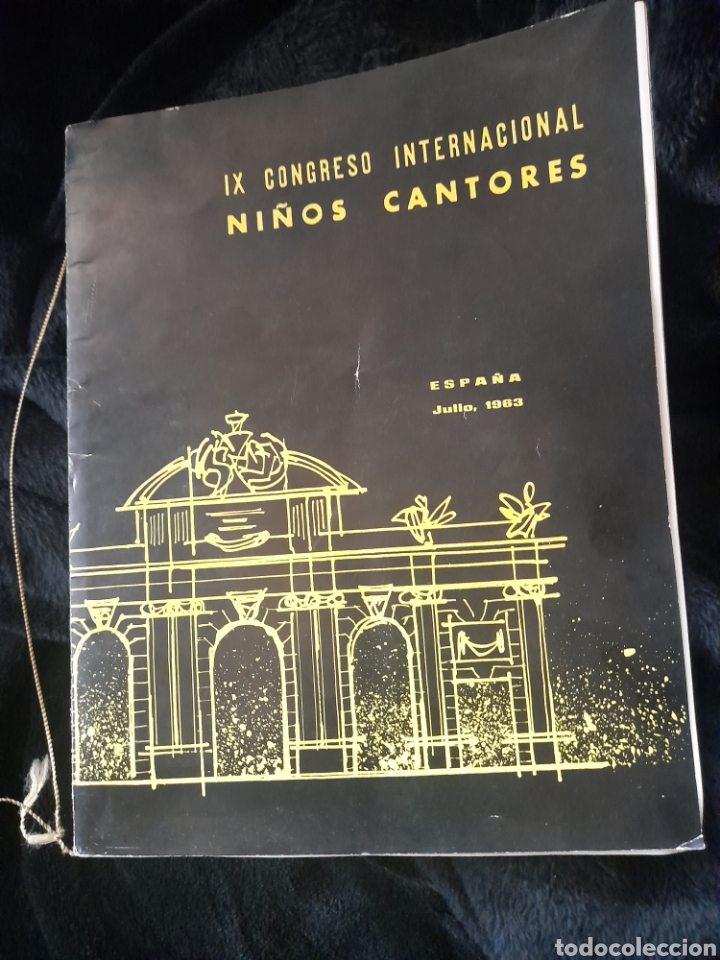 IX CONGRESO INTERNACIONAL
NIÑOS CANTORES
ESPAÑA
Julio, 1963
todocoleccion